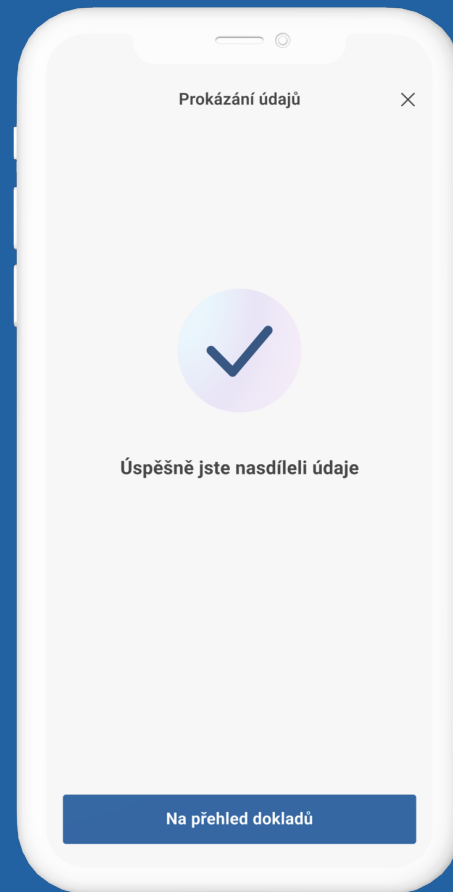 Prokázání údajů
Úspěšně jste nasdíleli údaje
Na přehled dokladů